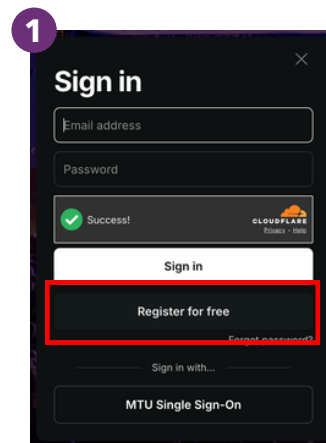 1
Sign in
Email address
Password
Success!
CLOUDFLARE
Privacy • Help
Sign in
Register for free
Forgot password?
Sign in with...
MTU Single Sign-On